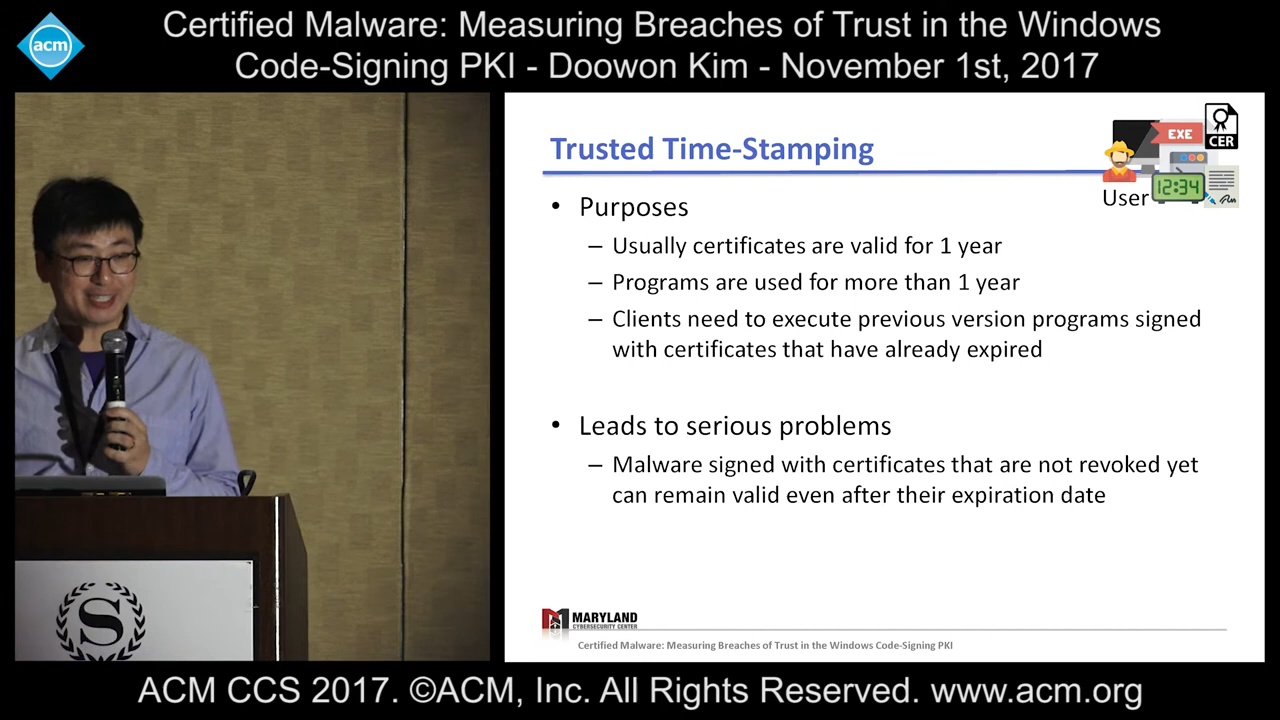 Certified Malware: Measuring Breaches of Trust in the Windows
Code-Signing PKI - Doowon Kim - November 1st, 2017
acm
Trusted Time-Stamping
EXE
CER
12:34
User
• Purposes
– Usually certificates are valid for 1 year
– Programs are used for more than 1 year
– Clients need to execute previous version programs signed
with certificates that have already expired
• Leads to serious problems
– Malware signed with certificates that are not revoked yet
can remain valid even after their expiration date
S
MARYLAND
CYBERSECURITY CENTER
Certified Malware: Measuring Breaches of Trust in the Windows Code-Signing PKI
ACM CCS 2017. ©ACM, Inc. All Rights Reserved. www.acm.org